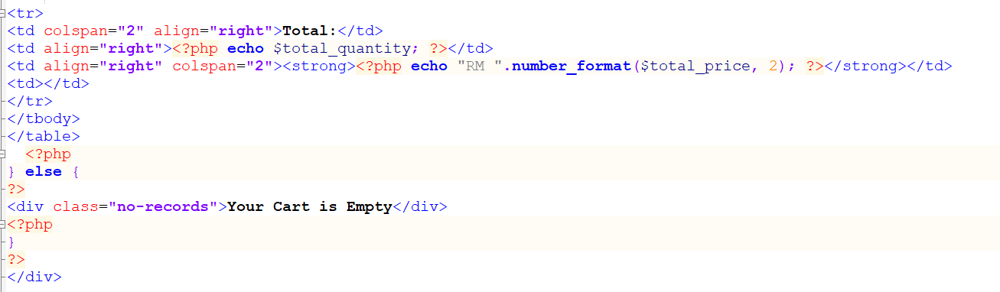 <tr>
<td colspan="2" align="right">Total:</td>
<td align="right"><?php echo $total_quantity; ?></td>
<td align="right" colspan="2"><strong><?php echo "RM ".number_format($total_price, 2); ?></strong></td>
<td></td>
</tr>
</tbody>
</table>
<?php
} else {
?>
<div class="no-records">Your Cart is Empty</div>
<?php
}
?>
</div>